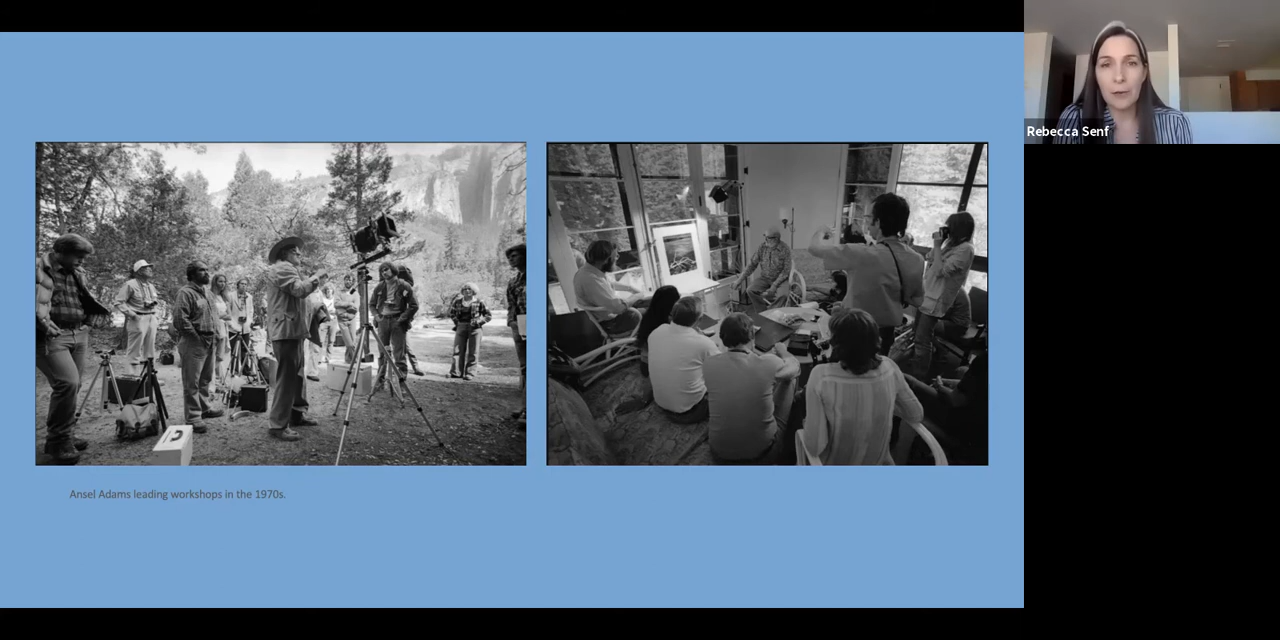 Rebecca Senf
Ansel Adams leading workshops in the 1970s.